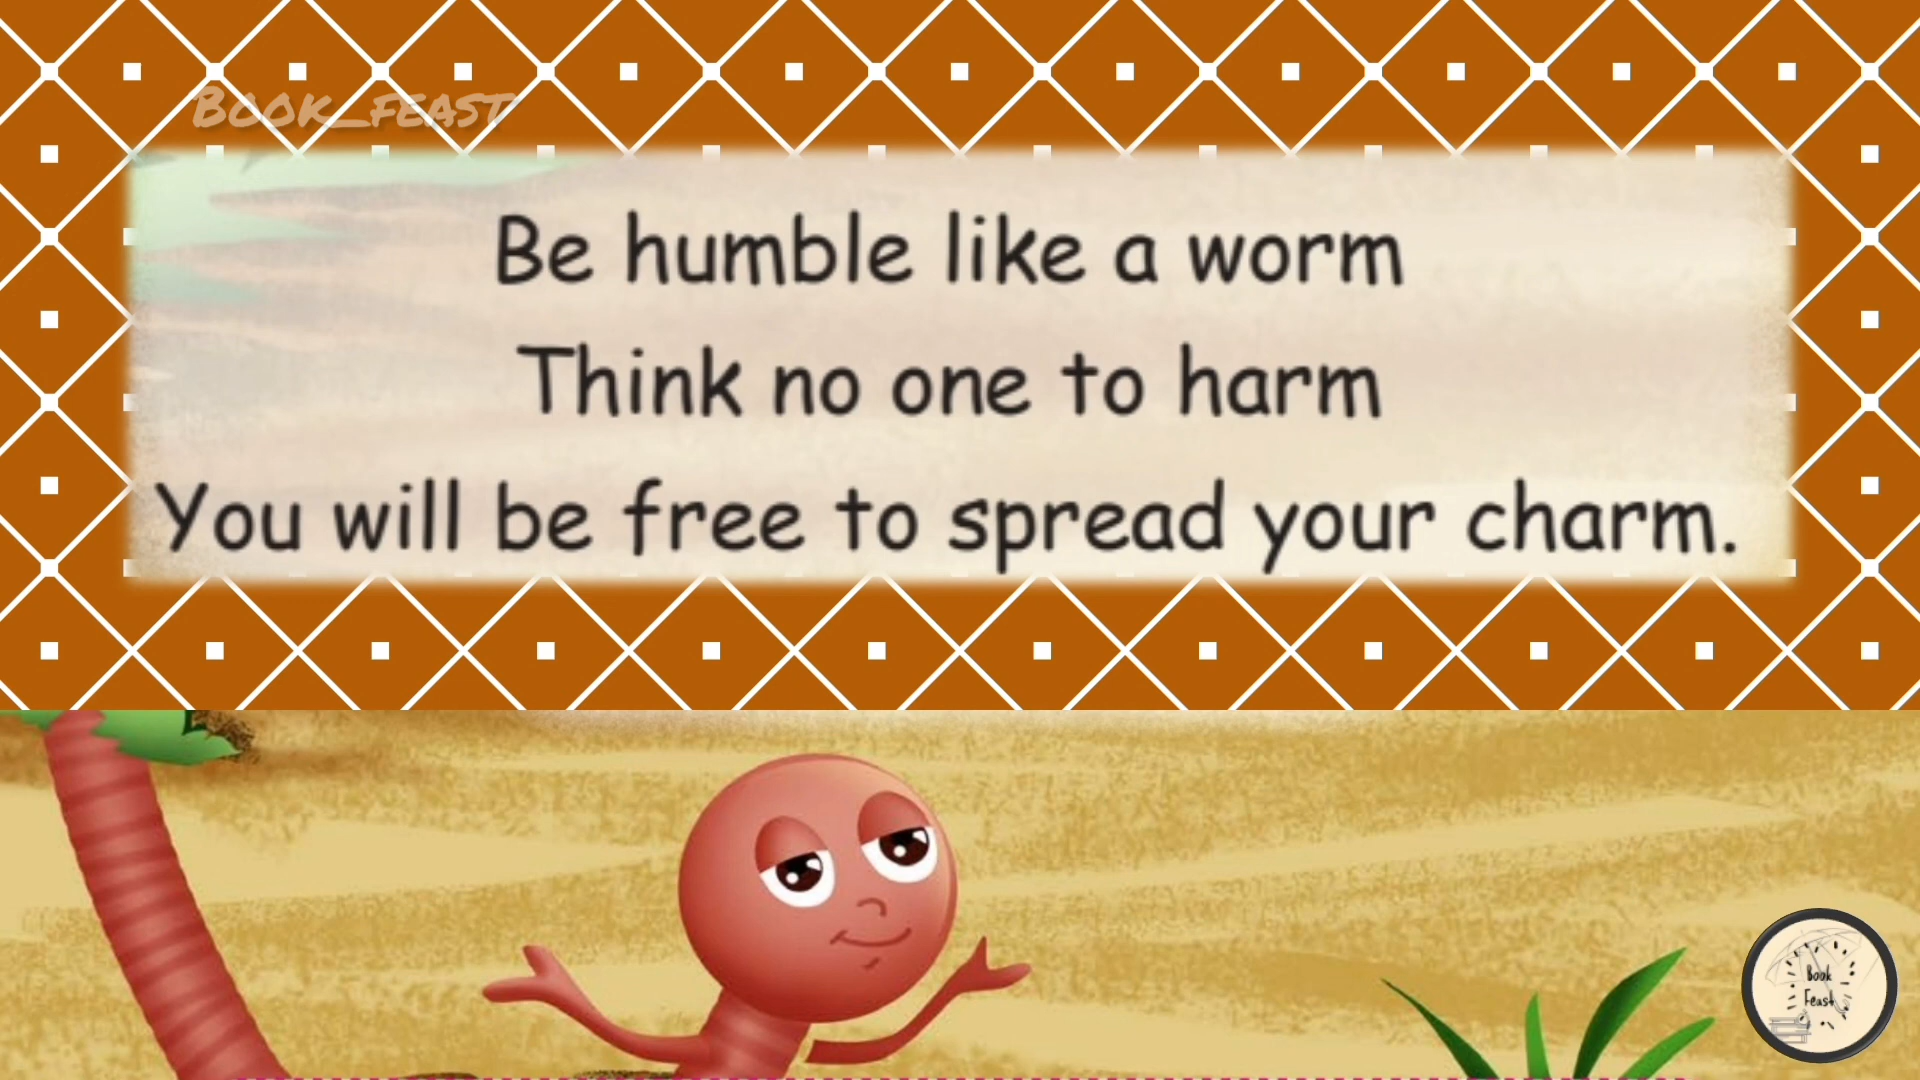 Book_feast
Be humble like a worm
Think no one to harm
You will be free to spread your charm.
Book
Feast